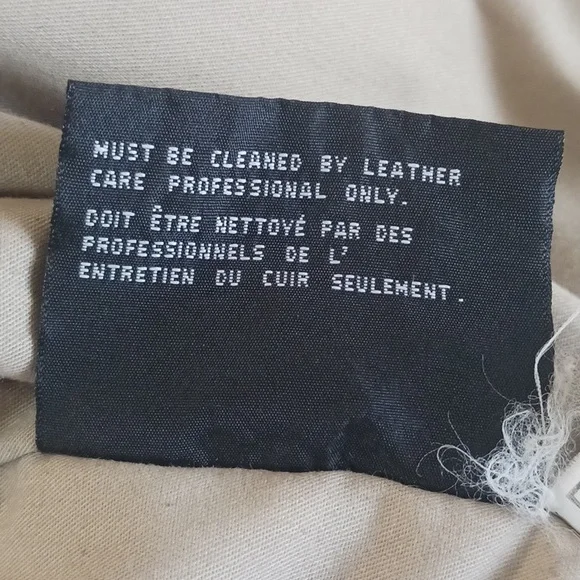 MUST BE CLEANED BY LEATHER
CARE PROFESSIONAL ONLY.
DOIT ÊTRE NETTOYÉ PAR DES
PROFESSIONNELS DE L'
ENTRETIEN DU CUIR SEULEMENT.